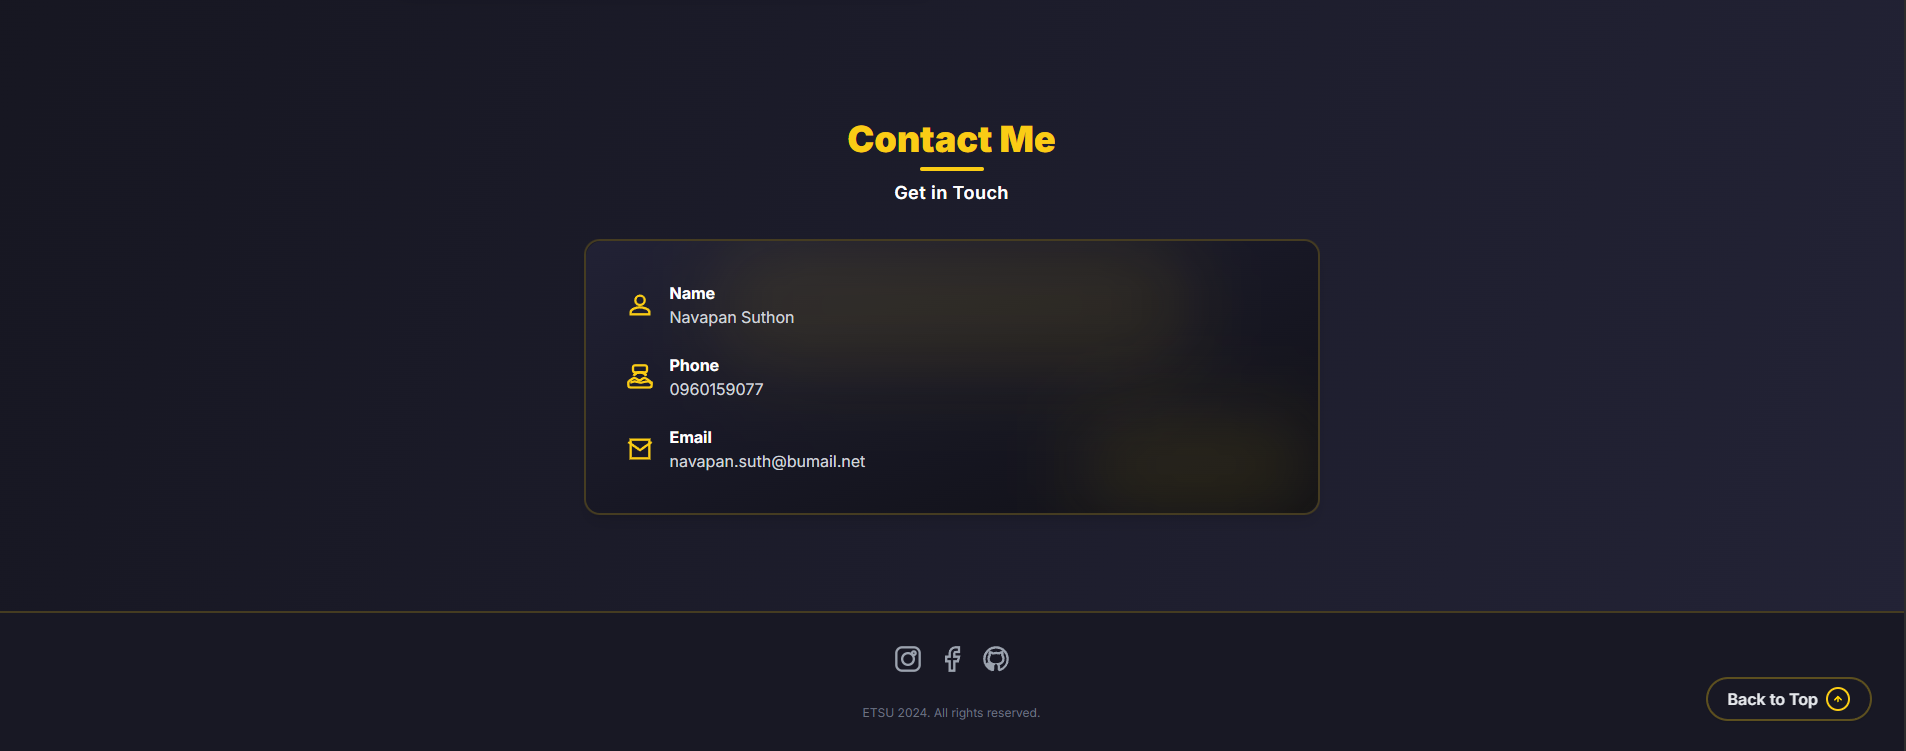 Contact Me
Get in Touch
Name
Navapan Suthon
Phone
0960159077
Email
navapan.suth@bumail.net
ETSU 2024. All rights reserved.
Back to Top